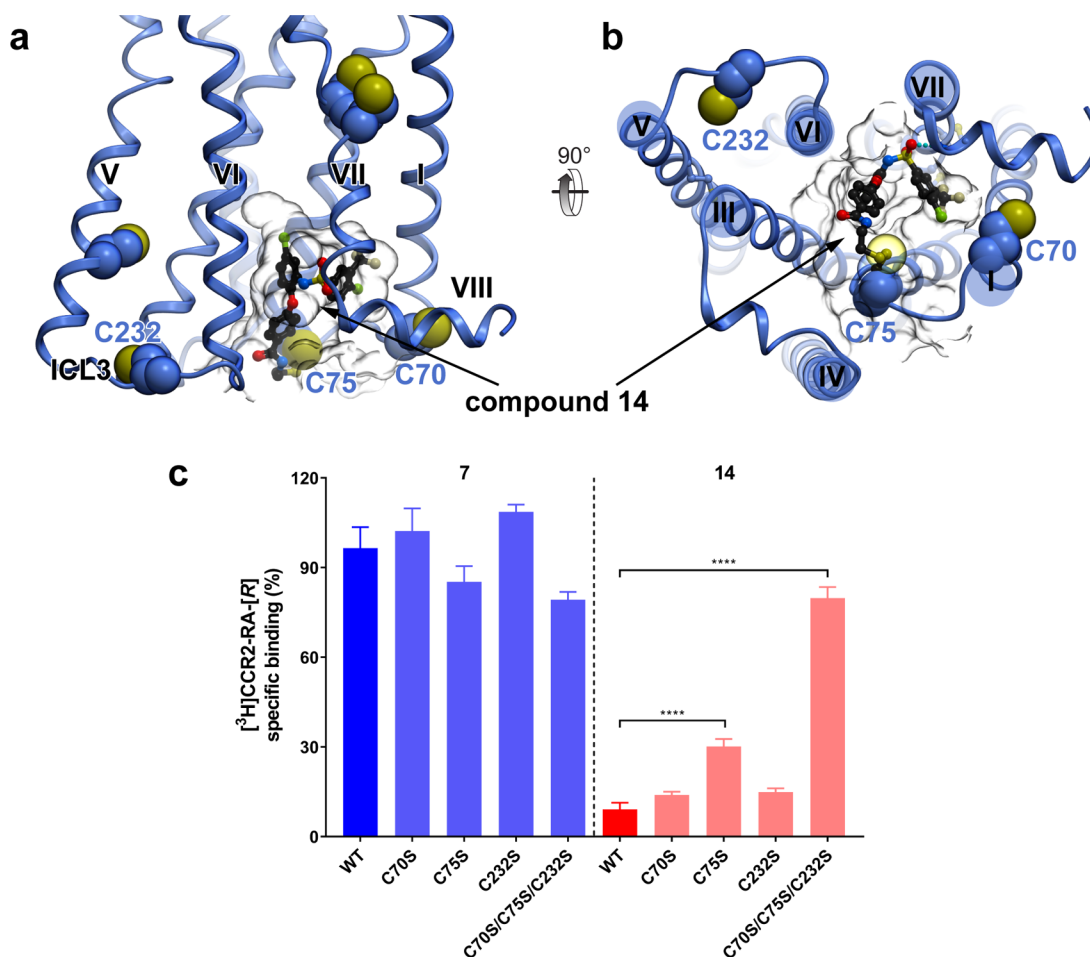 a
b
V
VI
VII
I
VIII
C232
ICL3
C75
C70
90°
C232
V
VI
VII
III
C70
I
C75
IV
compound 14
c
7
14
[³H]CCR2-RA-[R]
specific binding (%)
120
90
60
30
0
****
****
WT
C70S
C75S
C232S
C70S/C75S/C232S
WT
C70S
C75S
C232S
C70S/C75S/C232S